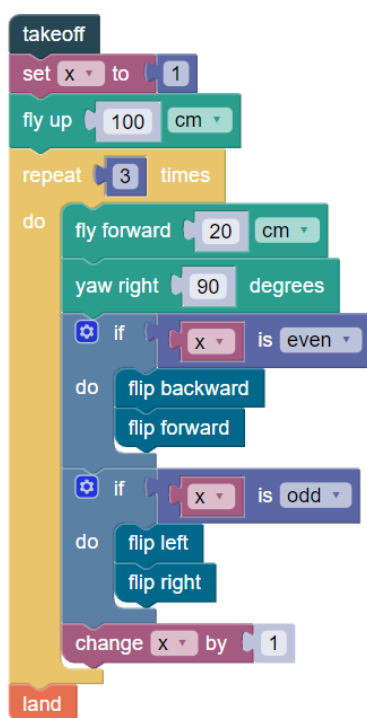 takeoff
set x to 1
fly up 100 cm
repeat 3 times
do fly forward 20 cm
yaw right 90 degrees
if x is even
do flip backward
flip forward
if x is odd
do flip left
flip right
change x by 1
land